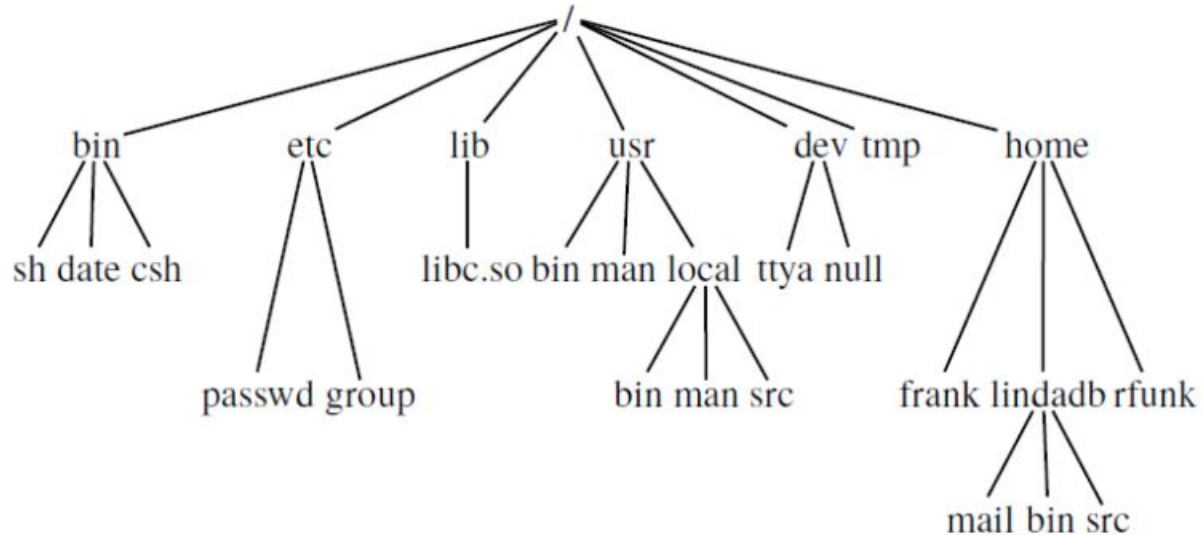 /
bin etc lib usr dev tmp home
sh date csh libc.so bin man local ttya null
passwd group bin man src frank lindadb rfunk
mail bin src